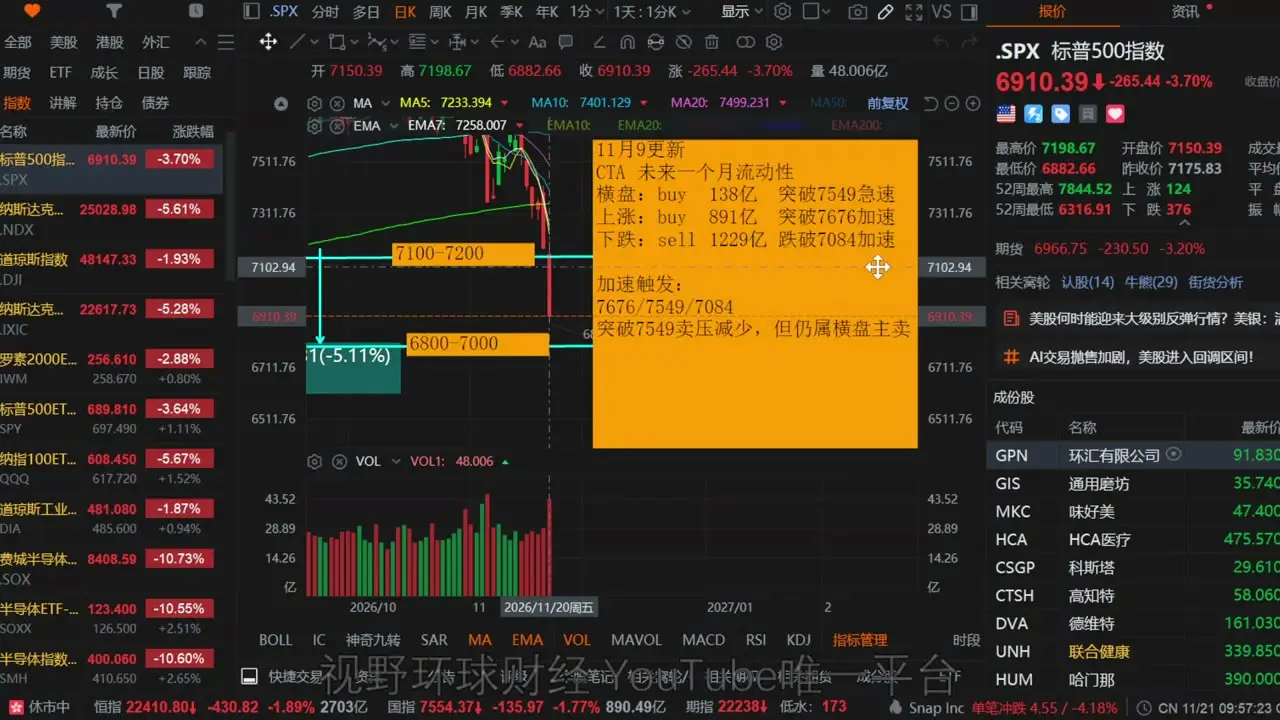 .SPX 分时 多日 日K 周K 月K 季K 年K 1分 1天 : 1分K 显示 VS 报价 资讯
全部 美股 港股 外汇
期货 ETF 成长 日股 跟踪
指数 讲解 持仓 债券
名称 最新价 涨跌幅
标普500指... 6910.39 -3.70%
.SPX
纳斯达克... 25028.98 -5.61%
.NDX
道琼斯指数 48147.33 -1.93%
.DJI
纳斯达克... 22617.73 -5.28%
.IXIC
罗素2000E... 256.610 -2.88%
IWM 258.670 +0.80%
标普500ET... 689.810 -3.64%
SPY 697.490 +1.11%
纳指100ET... 608.450 -5.67%
QQQ 617.720 +1.52%
道琼斯工业... 481.080 -1.87%
DIA 485.600 +0.94%
费城半导体... 8408.59 -10.73%
.SOX
半导体ETF-... 123.400 -10.55%
SOXX 126.500 +2.51%
半导体指数... 400.060 -10.60%
SMH 410.650 +2.65%
Aa
开 7150.39 高 7198.67 低 6882.66 收 6910.39 涨 -265.44 -3.70% 量 48.006亿
MA MA5: 7233.394 MA10: 7401.129 MA20: 7499.231 MA50: 前复权
EMA EMA7: 7258.007 EMA10: EMA20: EMA200:
7511.76 7511.76
7311.76 7311.76
7102.94 7102.94
6910.39 6910.39
6711.76 6711.76
6511.76 6511.76
7100-7200
6800-7000
1(-5.11%)
11月9更新
CTA 未来一个月流动性
横盘: buy 138亿 突破7549急速
上涨: buy 891亿 突破7676加速
下跌: sell 1229亿 跌破7084加速
加速触发:
7676/7549/7084
突破7549卖压减少, 但仍属横盘主卖
VOL VOL1: 48.006
43.52 43.52
28.89 28.89
14.26 14.26
亿 亿
2026/10 11 2026/11/20周五 2027/01 2
BOLL IC 神奇九转 SAR MA EMA VOL MAVOL MACD RSI KDJ 指标管理 时段
快捷交易
视野环球财经 YouTube唯一平台
.SPX 标普500指数
6910.39 -265.44 -3.70% 收盘价
最高价 7198.67 开盘价 7150.39 成交
最低价 6882.66 昨收价 7175.83 平均
52周最高 7844.52 上 涨 124 平 盘
52周最低 6316.91 下 跌 376 振 幅
期货 6966.75 -230.50 -3.20%
相关窝轮 认股(14) 牛熊(29) 街货分析
美股何时能迎来大级别反弹行情? 美银:
AI交易抛售加剧, 美股进入回调区间!
成份股
代码 名称 最新价
GPN 环汇有限公司 91.830
GIS 通用磨坊 35.740
MKC 味好美 47.400
HCA HCA医疗 475.570
CSGP 科斯塔 29.610
CTSH 高知特 58.060
DVA 德维特 161.030
UNH 联合健康 339.850
HUM 哈门那 390.000
休市中 恒指 22410.80 -430.82 -1.89% 2703亿 国指 7554.37 -135.97 -1.77% 890.49亿 期指 22238 低水: 173 Snap Inc 单笔冲跌 4.55 / -4.18% CN 11/21 09:57:23